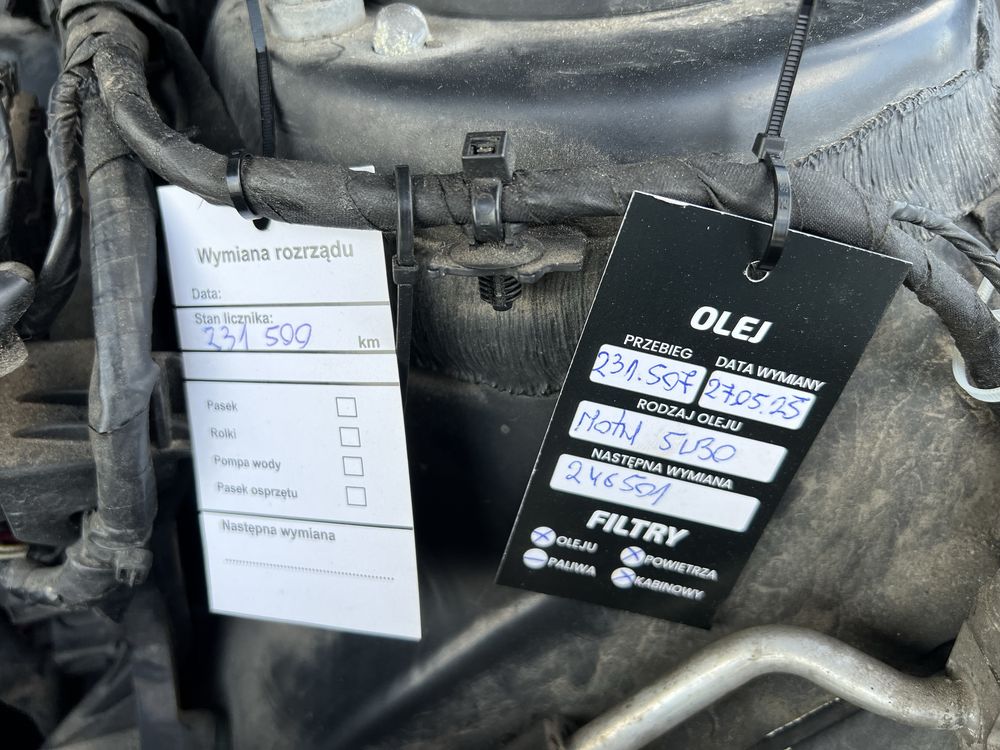 Wymiana rozrządu
Data:
Stan licznika:
231 500 km
Pasek
Rolki
Pompa wody
Pasek osprzętu
Następna wymiana
OLEJ
PRZEBIEG DATA WYMIANY
231.507 27.05.25
RODZAJ OLEJU
Motul 5W30
NASTĘPNA WYMIANA
246501
FILTRY
OLEJU POWIETRZA
PALIWA KABINOWY